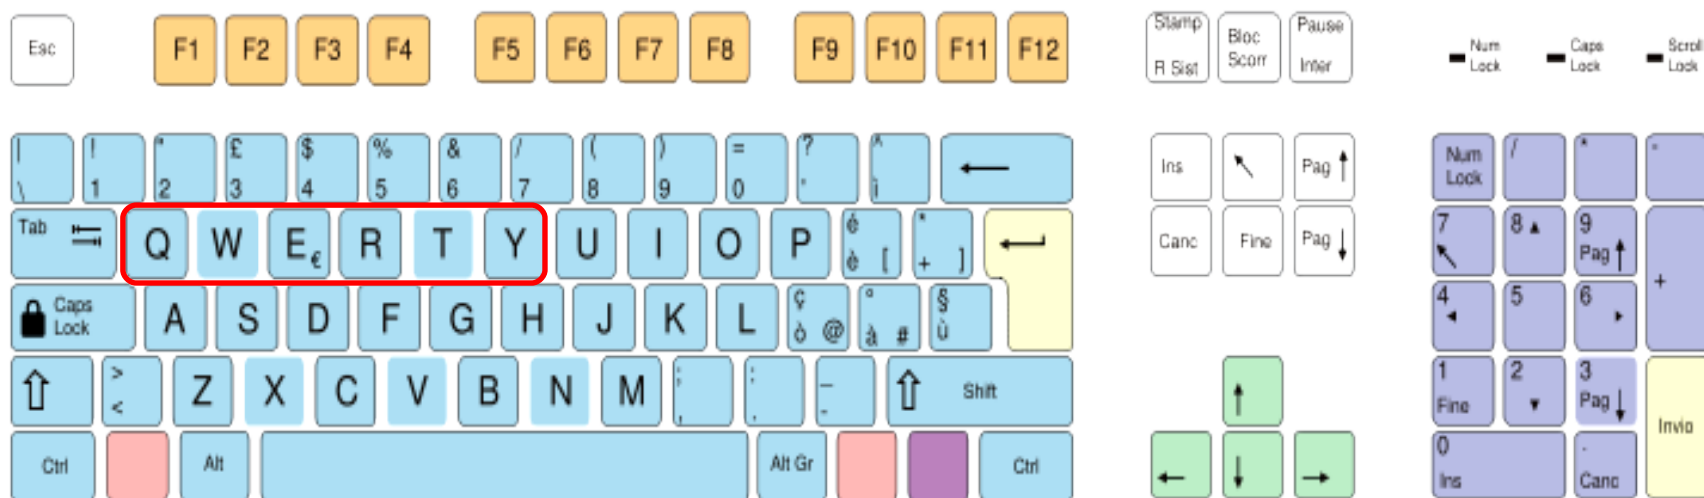 Esc F1 F2 F3 F4 F5 F6 F7 F8 F9 F10 F11 F12 Stamp R Sist Bloc Scorr Pause Inter Num Lock Caps Lock Scroll Lock
| \ ! 1 " 2 £ 3 $ 4 % 5 & 6 / 7 ( 8 ) 9 = 0 ? ' ^ ì Ins Pag Num Lock / * -
Tab Q W E € R T Y U I O P é è [ * + ] Canc Fine Pag 7 8 9 Pag +
Caps Lock A S D F G H J K L ç ò @ ° à # § ù 4 5 6
> < Z X C V B N M ; , : . _ - Shift 1 Fine 2 3 Pag Invio
Ctrl Alt Alt Gr Ctrl 0 Ins . Canc